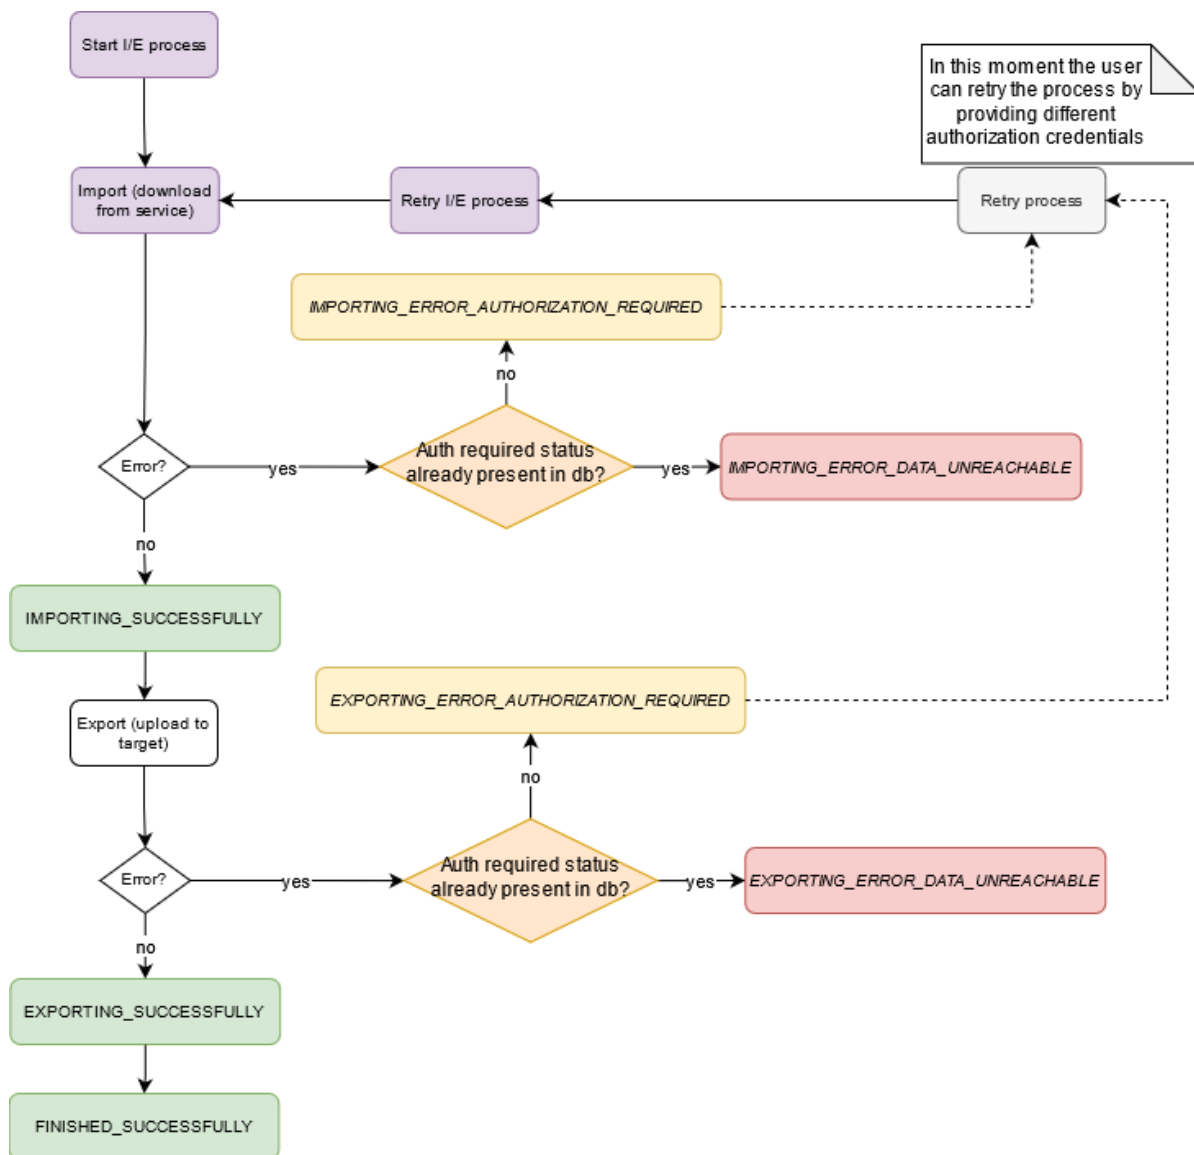 Start I/E process
In this moment the user
can retry the process by
providing different
authorization credentials
Import (download
from service)
Retry I/E process
Retry process
IMPORTING_ERROR_AUTHORIZATION_REQUIRED
no
Error?
yes
Auth required status
already present in db?
yes
IMPORTING_ERROR_DATA_UNREACHABLE
no
IMPORTING_SUCCESSFULLY
EXPORTING_ERROR_AUTHORIZATION_REQUIRED
Export (upload to
target)
no
Error?
yes
Auth required status
already present in db?
yes
EXPORTING_ERROR_DATA_UNREACHABLE
no
EXPORTING_SUCCESSFULLY
FINISHED_SUCCESSFULLY